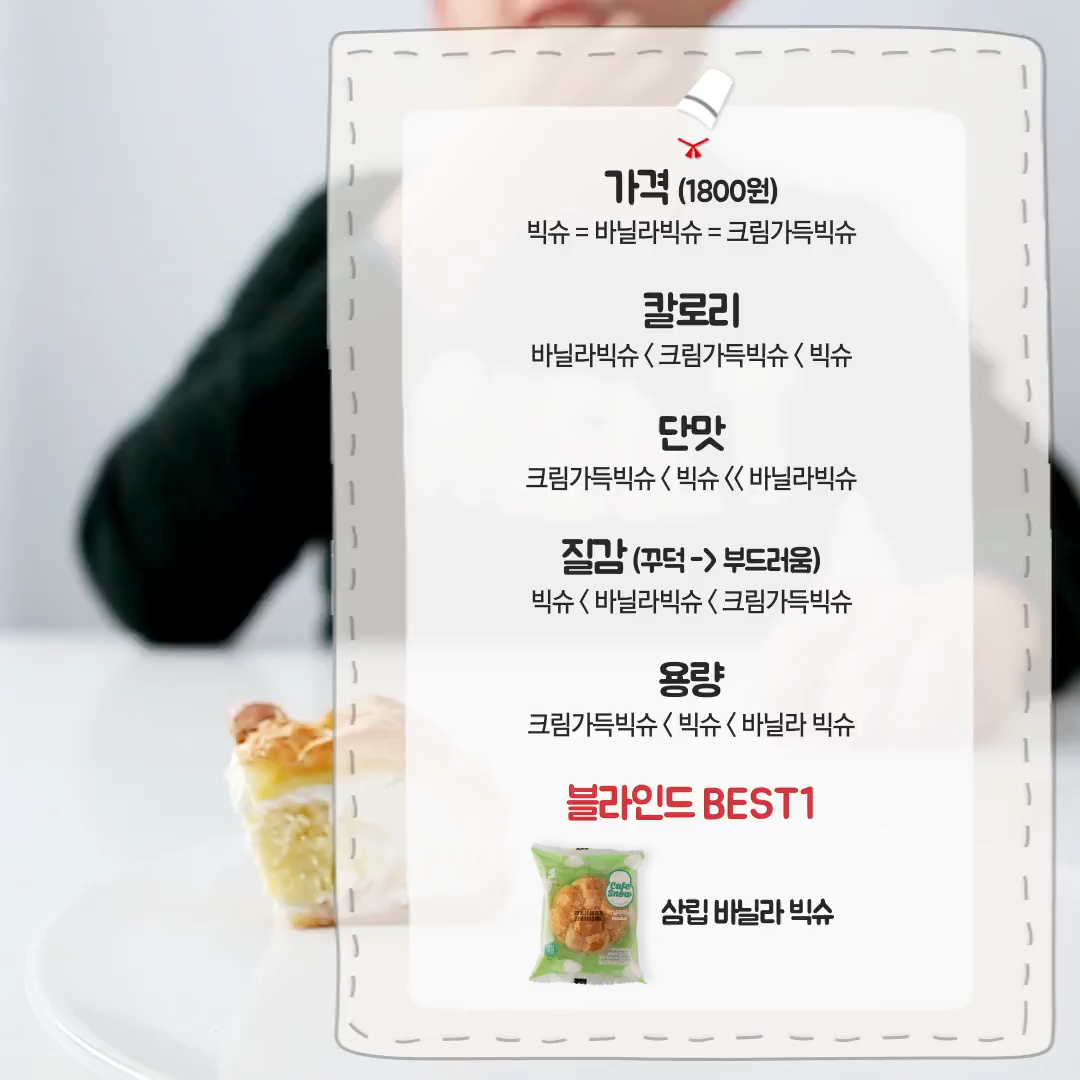 가격 (1800원)
빅슈 = 바닐라빅슈 = 크림가득빅슈
칼로리
바닐라빅슈 < 크림가득빅슈 < 빅슈
단맛
크림가득빅슈 < 빅슈 << 바닐라빅슈
질감 (꾸덕 -> 부드러움)
빅슈 < 바닐라빅슈 < 크림가득빅슈
용량
크림가득빅슈 < 빅슈 < 바닐라 빅슈
블라인드 BEST1
Cafe
Snow
삼립 바닐라 빅슈